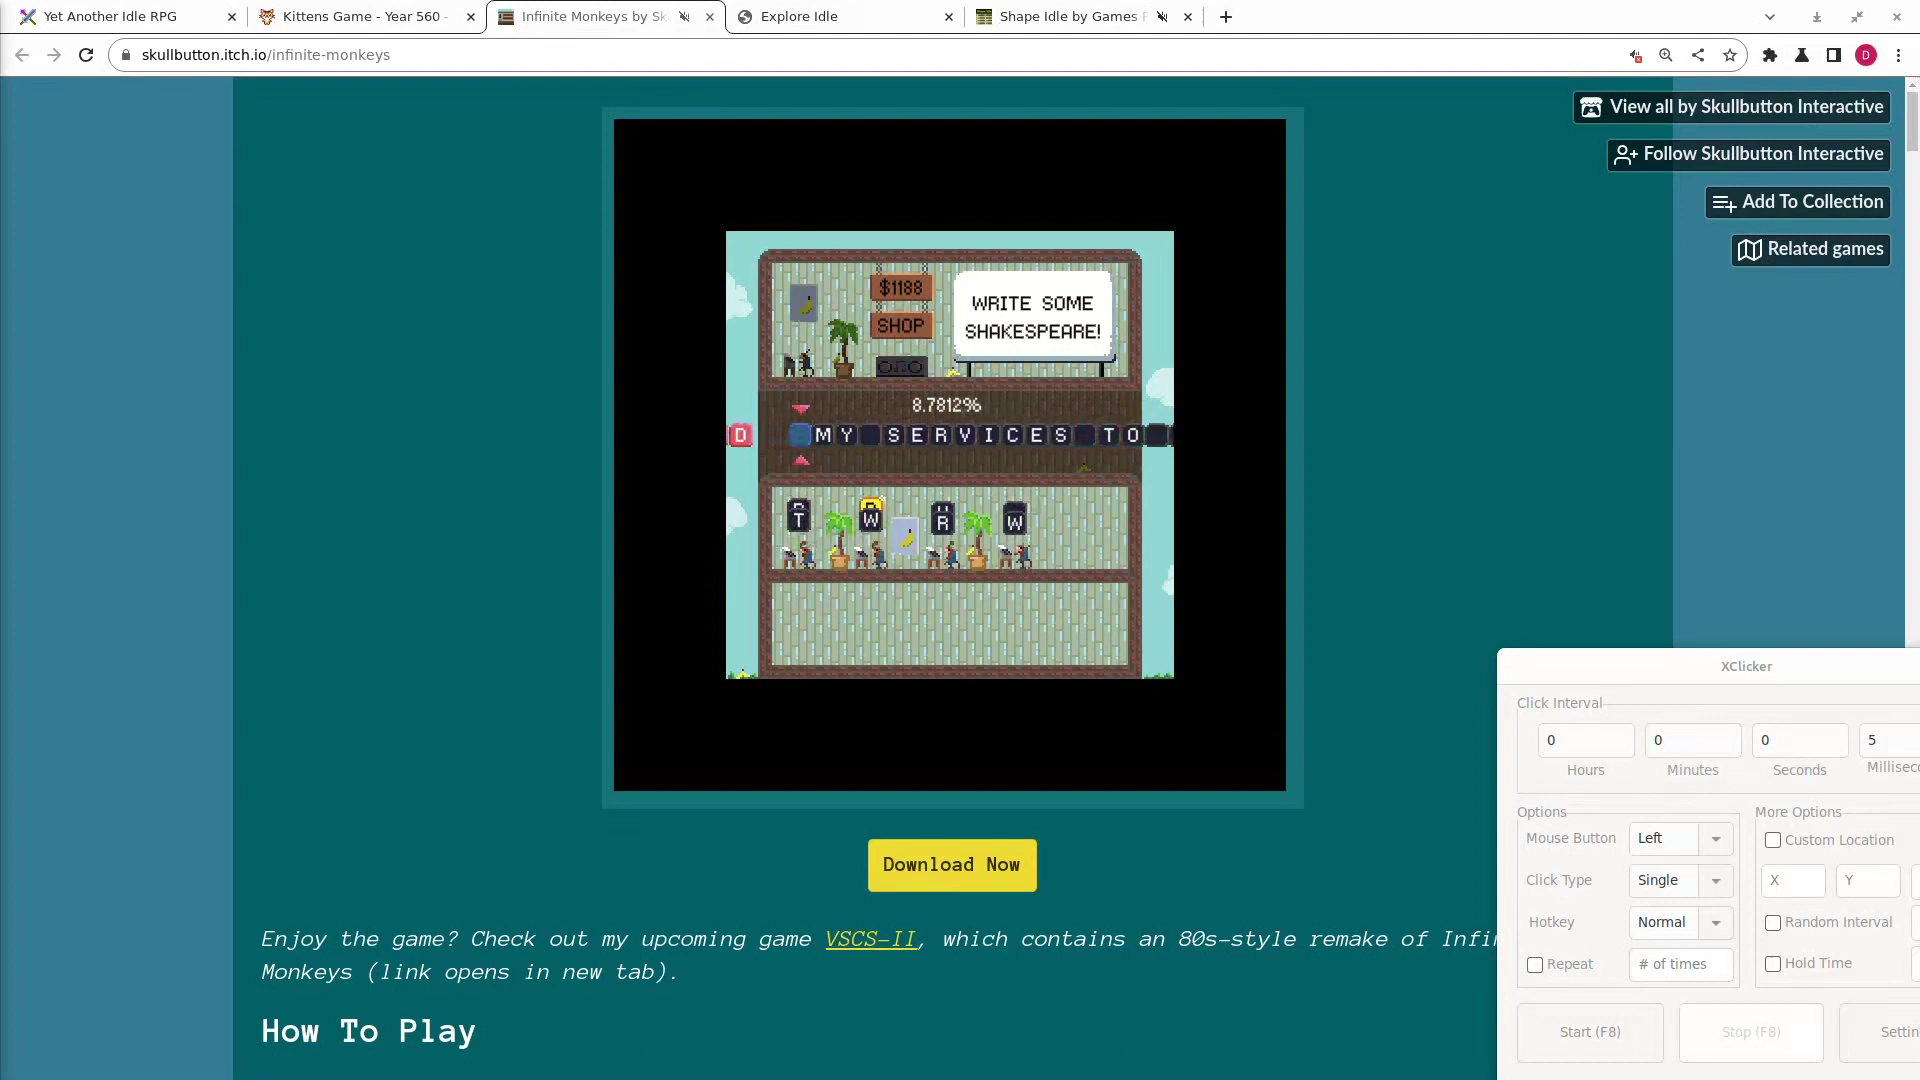 Yet Another Idle RPG
Kittens Game - Year 560 -
Infinite Monkeys by Sk
Explore Idle
Shape Idle by Games F
skullbutton.itch.io/infinite-monkeys
D
View all by Skullbutton Interactive
Follow Skullbutton Interactive
Add To Collection
Related games
$1188
SHOP
WRITE SOME
SHAKESPEARE!
8.7812%
D MY SERVICES TO
T W R W
XClicker
Click Interval
0 0 0 5
Hours Minutes Seconds Millisec
Options
More Options
Mouse Button Left
Custom Location
Click Type Single
X Y
Hotkey Normal
Random Interval
Repeat # of times
Hold Time
Start (F8) Stop (F8) Settin
Download Now
Enjoy the game? Check out my upcoming game VSCS-II, which contains an 80s-style remake of Infin
Monkeys (link opens in new tab).
How To Play